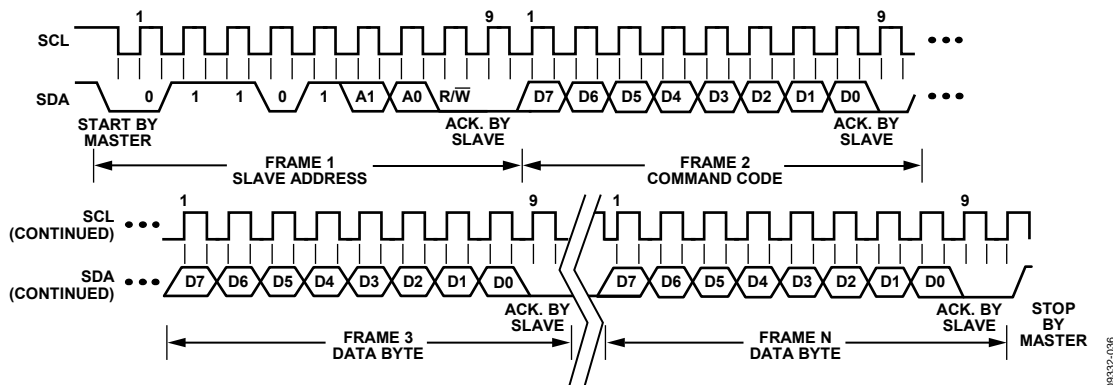 1 9 1 9
SCL
SDA 0 1 1 0 1 A1 A0 R/W̅ D7 D6 D5 D4 D3 D2 D1 D0
START BY MASTER
ACK. BY SLAVE
ACK. BY SLAVE
FRAME 1 SLAVE ADDRESS
FRAME 2 COMMAND CODE
1 9 1 9
SCL (CONTINUED)
SDA (CONTINUED) D7 D6 D5 D4 D3 D2 D1 D0 D7 D6 D5 D4 D3 D2 D1 D0
ACK. BY SLAVE
ACK. BY SLAVE
STOP BY MASTER
FRAME 3 DATA BYTE
FRAME N DATA BYTE
09332-036